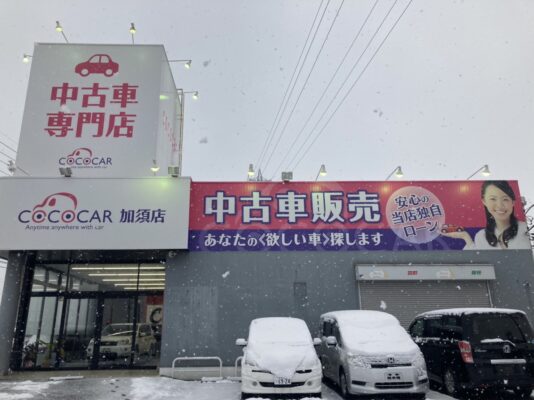 中古車
専門店
COCOCAR
COCOCAR 加須店
Anytime anywhere with car
中古車販売
あなたの<欲しい車>探します
安心の
当店独自
ローン